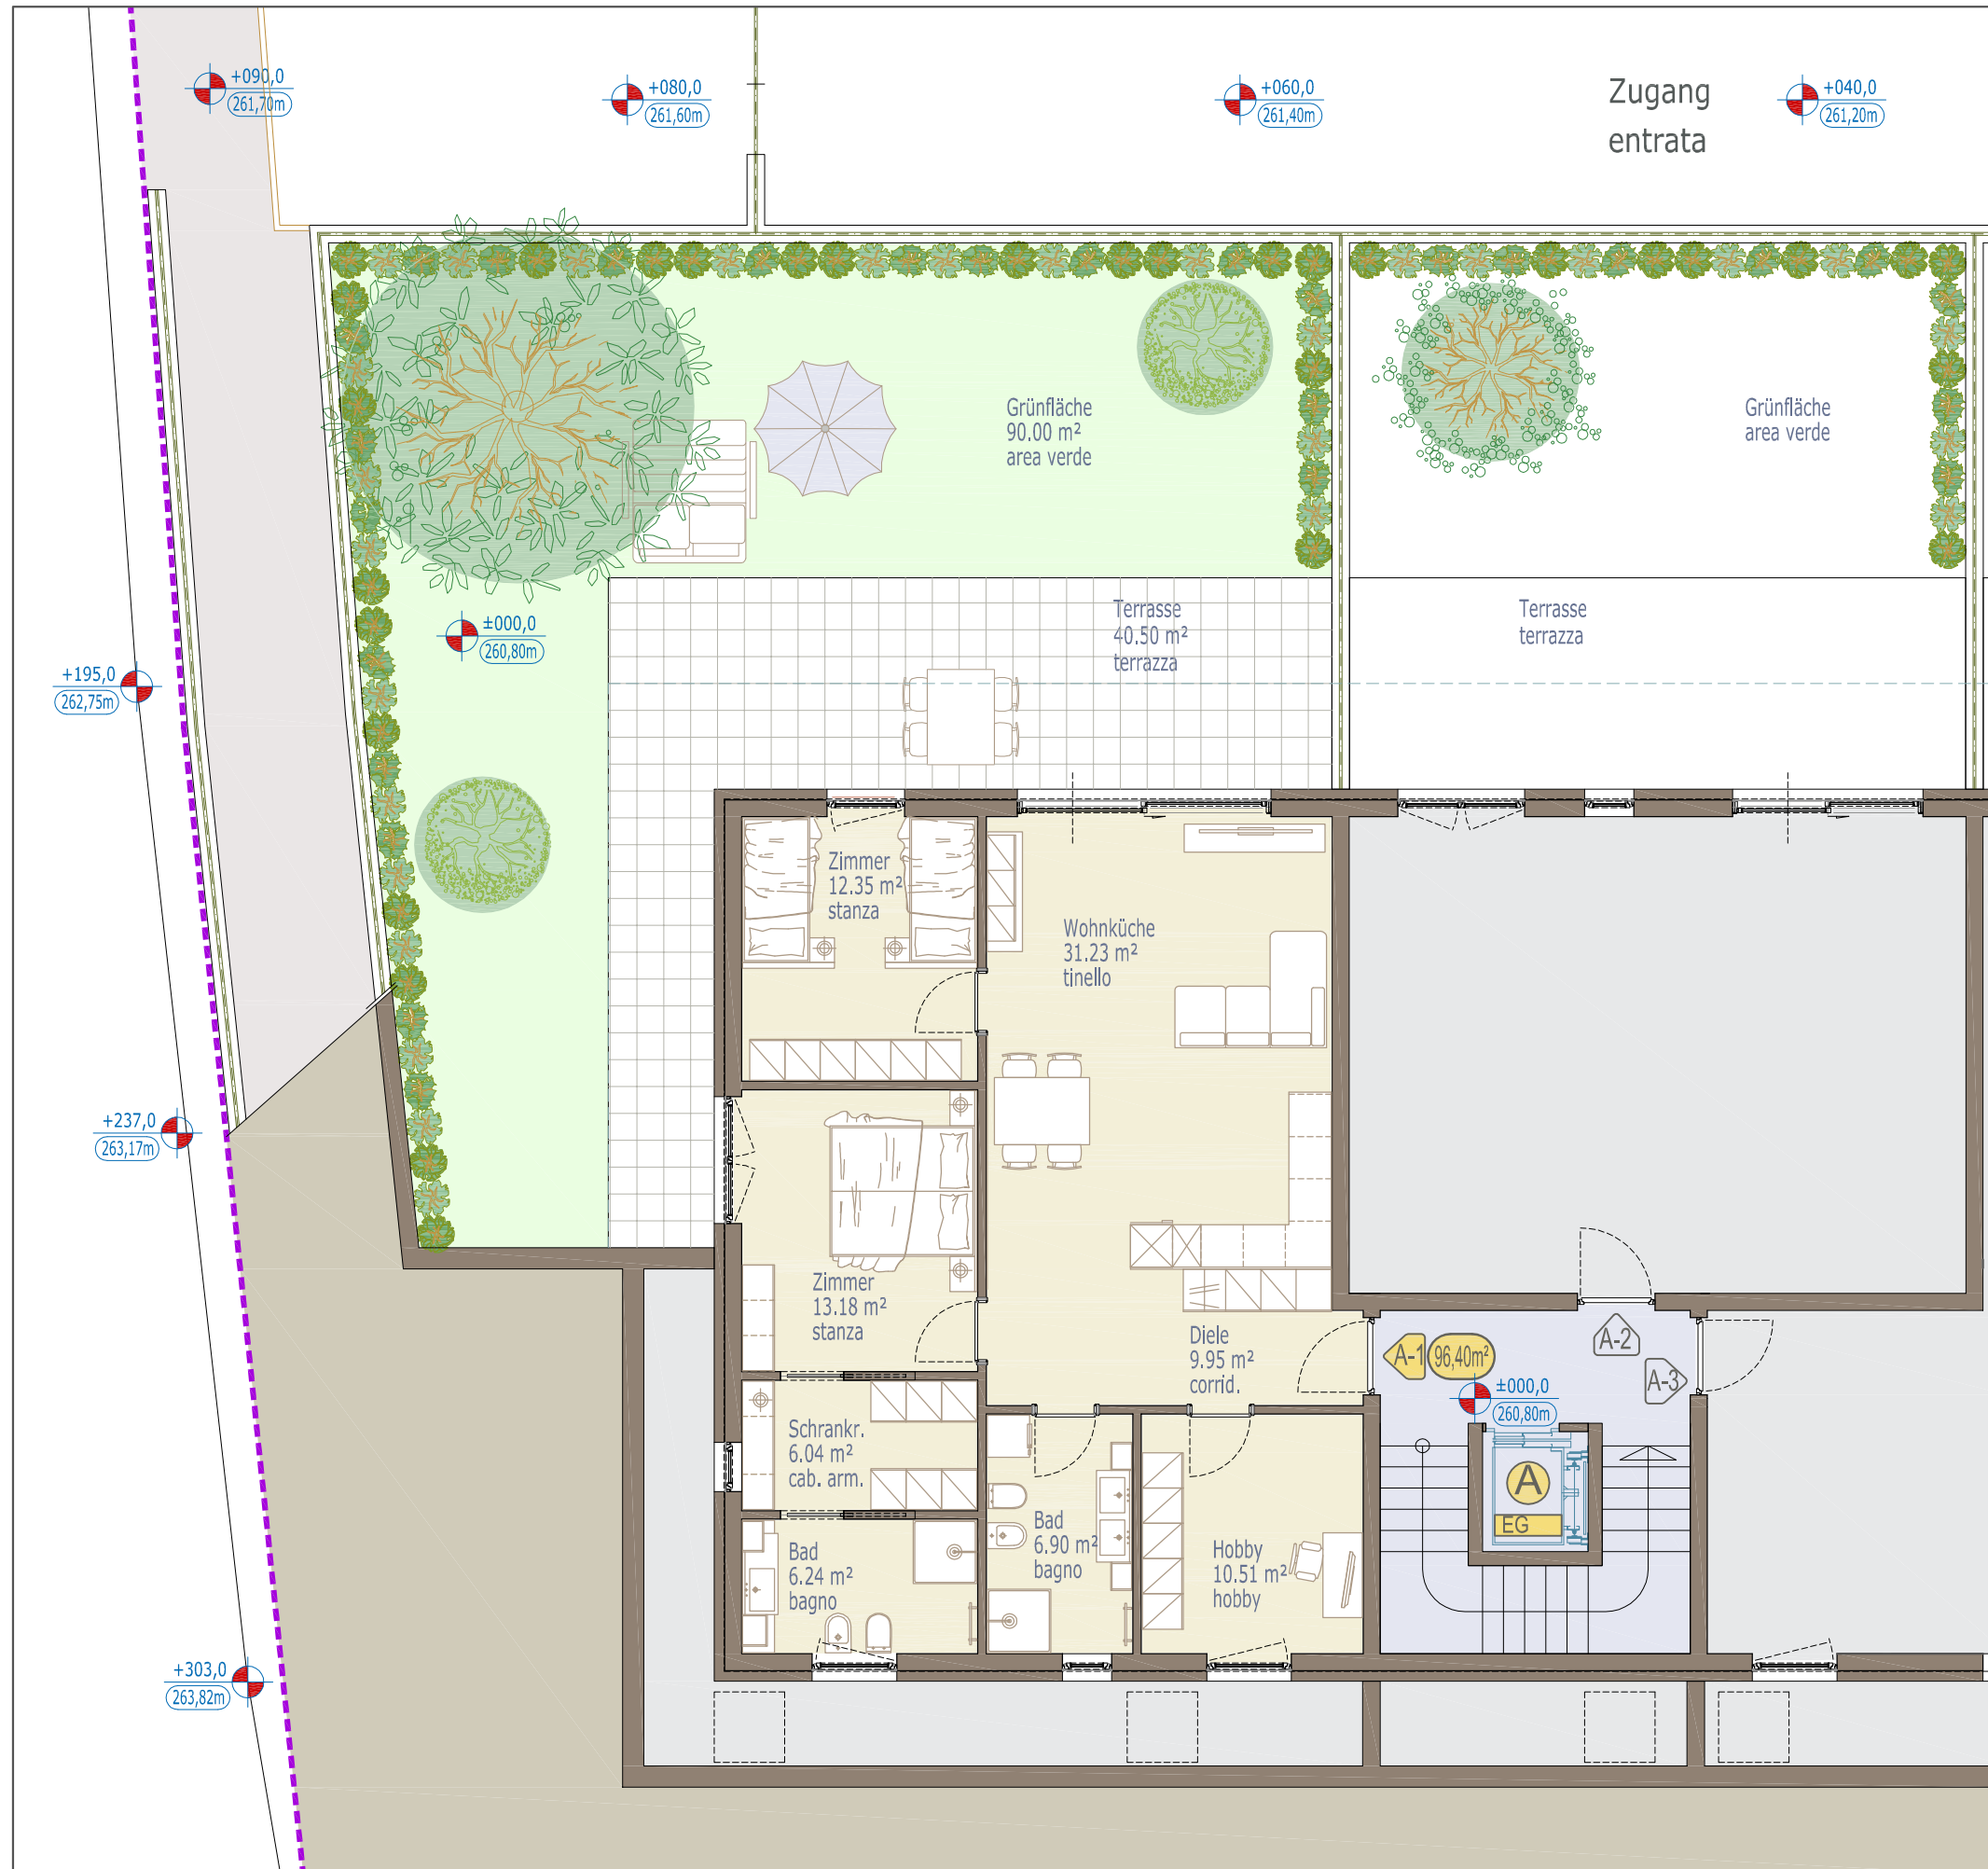 +090,0
261,70m
+080,0
261,60m
+060,0
261,40m
Zugang
entrata
+040,0
261,20m
Grünfläche
90.00 m²
area verde
Grünfläche
area verde
±000,0
260,80m
Terrasse
40.50 m²
terrazza
Terrasse
terrazza
+195,0
262,75m
Zimmer
12.35 m²
stanza
Wohnküche
31.23 m²
tinello
+237,0
263,17m
Zimmer
13.18 m²
stanza
Diele
9.95 m²
corrid.
A-1
96,40m²
A-2
A-3
±000,0
260,80m
Schrankr.
6.04 m²
cab. arm.
A
EG
Bad
6.24 m²
bagno
Bad
6.90 m²
bagno
Hobby
10.51 m²
hobby
+303,0
263,82m